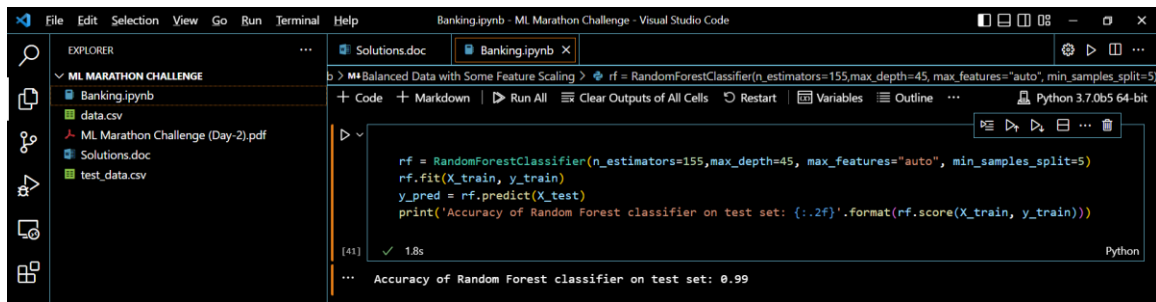 File Edit Selection View Go Run Terminal Help Banking.ipynb - ML Marathon Challenge - Visual Studio Code
EXPLORER ...
ML MARATHON CHALLENGE
Banking.ipynb
data.csv
ML Marathon Challenge (Day-2).pdf
Solutions.doc
test_data.csv
Solutions.doc Banking.ipynb
b > M↓Balanced Data with Some Feature Scaling > rf = RandomForestClassifier(n_estimators=155,max_depth=45, max_features="auto", min_samples_split=5)
+ Code + Markdown | Run All Clear Outputs of All Cells Restart | Variables Outline ... Python 3.7.0b5 64-bit
rf = RandomForestClassifier(n_estimators=155,max_depth=45, max_features="auto", min_samples_split=5)
rf.fit(X_train, y_train)
y_pred = rf.predict(X_test)
print('Accuracy of Random Forest classifier on test set: {:.2f}'.format(rf.score(X_train, y_train)))
[41] ✓ 1.8s Python
... Accuracy of Random Forest classifier on test set: 0.99